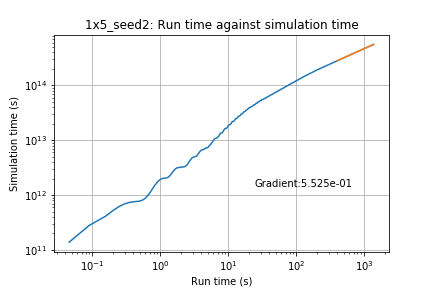 1x5_seed2: Run time against simulation time
Simulation time (s)
10^14
10^13
10^12
10^11
Gradient:5.525e-01
10^-1 10^0 10^1 10^2 10^3
Run time (s)